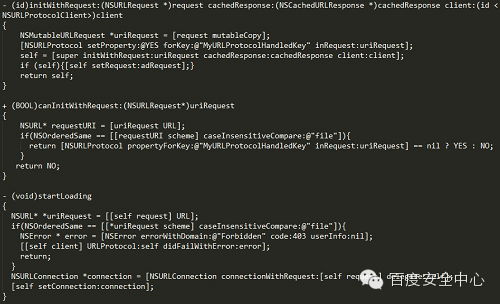 - (id)initWithRequest:(NSURLRequest *)request cachedResponse:(NSCachedURLResponse *)cachedResponse client:(id <
NSURLProtocolClient>)client
{
NSMutableURLRequest *uriRequest = [request mutableCopy];
[NSURLProtocol setProperty:@YES forKey:@"MyURLProtocolHandledKey" inRequest:uriRequest];
self = [super initWithRequest:uriRequest cachedResponse:cachedResponse client:client];
if (self){[self setRequest:adRequest];}
return self;
}
+ (BOOL)canInitWithRequest:(NSURLRequest*)uriRequest
{
NSURL* requestURI = [uriRequest URL];
if(NSOrderedSame == [[requestURI scheme] caseInsensitiveCompare:@"file"]){
return [NSURLProtocol propertyForKey:@"MyURLProtocolHandledKey" inRequest:uriRequest] == nil ? YES : NO;
}
return NO;
}
- (void)startLoading
{
NSURL* *uriRequest = [[self request] URL];
if(NSOrderedSame == [[*uriRequest scheme] caseInsensitiveCompare:@"file"]){
NSError * error = [NSError errorWithDomain:@"Forbidden" code:403 userInfo:nil];
[[self client] URLProtocol:self didFailWithError:error];
return;
}
NSURLConnection *connection = [NSURLConnection connectionWithRequest:[self
[self setConnection:connection];
}
百度安全中心